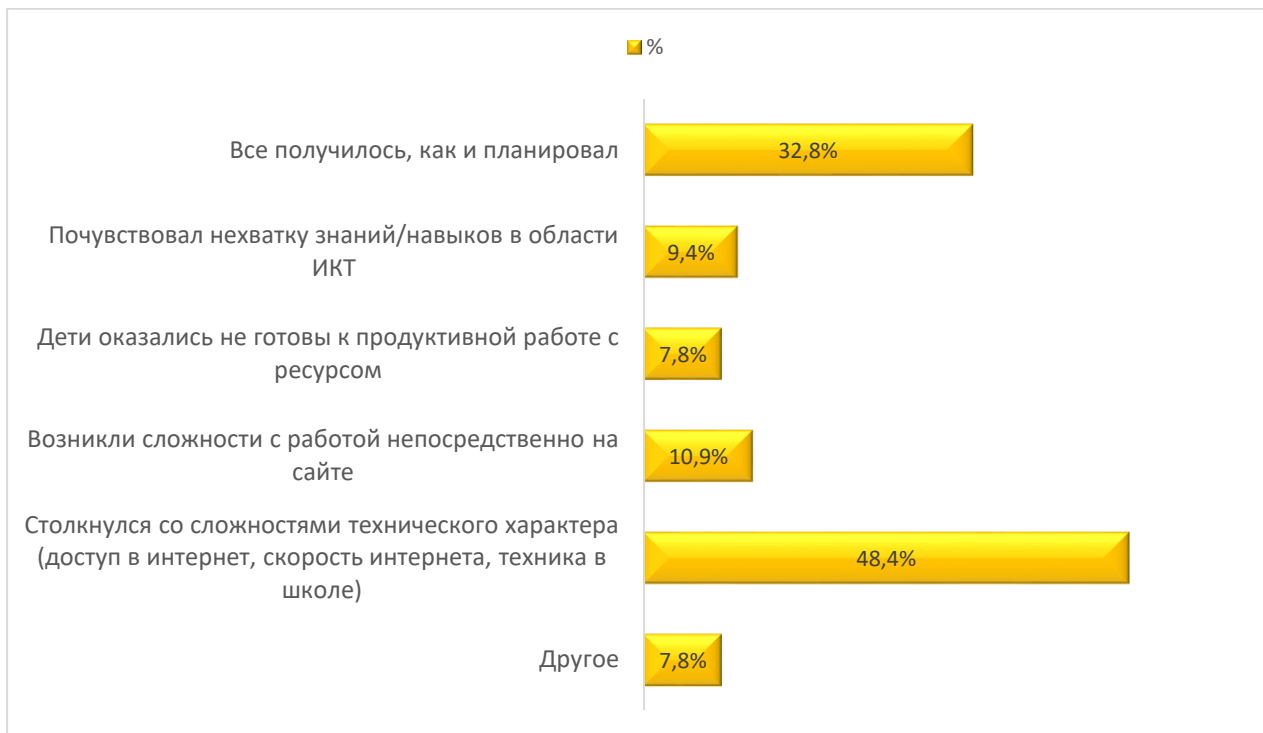 %
Все получилось, как и планировал
32,8%
Почувствовал нехватку знаний/навыков в области
ИКТ
9,4%
Дети оказались не готовы к продуктивной работе с
ресурсом
7,8%
Возникли сложности с работой непосредственно на
сайте
10,9%
Столкнулся со сложностями технического характера
(доступ в интернет, скорость интернета, техника в
школе)
48,4%
Другое
7,8%